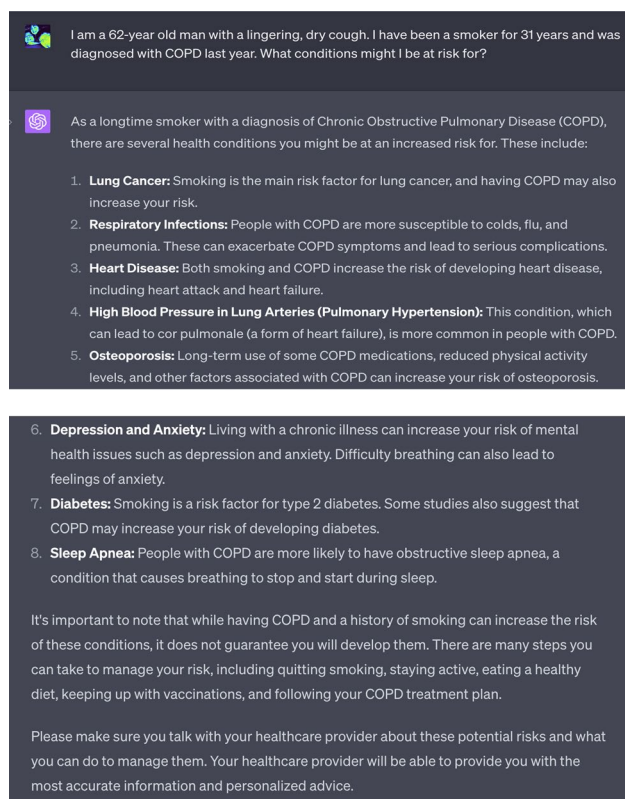 I am a 62-year old man with a lingering, dry cough. I have been a smoker for 31 years and was
diagnosed with COPD last year. What conditions might I be at risk for?
As a longtime smoker with a diagnosis of Chronic Obstructive Pulmonary Disease (COPD),
there are several health conditions you might be at an increased risk for. These include:
1. Lung Cancer: Smoking is the main risk factor for lung cancer, and having COPD may also
increase your risk.
2. Respiratory Infections: People with COPD are more susceptible to colds, flu, and
pneumonia. These can exacerbate COPD symptoms and lead to serious complications.
3. Heart Disease: Both smoking and COPD increase the risk of developing heart disease,
including heart attack and heart failure.
4. High Blood Pressure in Lung Arteries (Pulmonary Hypertension): This condition, which
can lead to cor pulmonale (a form of heart failure), is more common in people with COPD.
5. Osteoporosis: Long-term use of some COPD medications, reduced physical activity
levels, and other factors associated with COPD can increase your risk of osteoporosis.
6. Depression and Anxiety: Living with a chronic illness can increase your risk of mental
health issues such as depression and anxiety. Difficulty breathing can also lead to
feelings of anxiety.
7. Diabetes: Smoking is a risk factor for type 2 diabetes. Some studies also suggest that
COPD may increase your risk of developing diabetes.
8. Sleep Apnea: People with COPD are more likely to have obstructive sleep apnea, a
condition that causes breathing to stop and start during sleep.
It's important to note that while having COPD and a history of smoking can increase the risk
of these conditions, it does not guarantee you will develop them. There are many steps you
can take to manage your risk, including quitting smoking, staying active, eating a healthy
diet, keeping up with vaccinations, and following your COPD treatment plan.
Please make sure you talk with your healthcare provider about these potential risks and what
you can do to manage them. Your healthcare provider will be able to provide you with the
most accurate information and personalized advice.